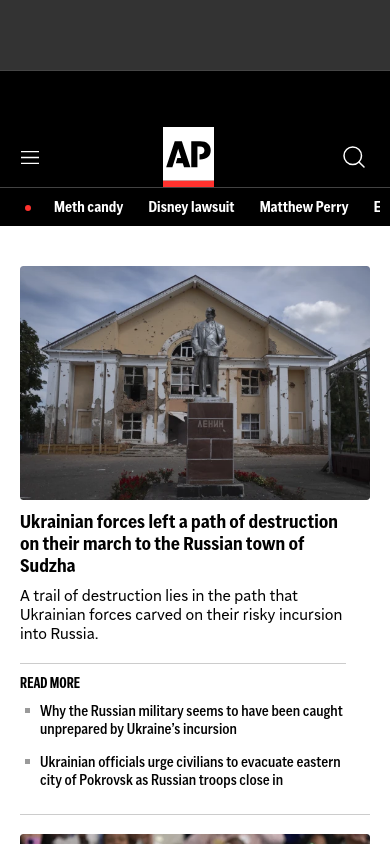 AP
Meth candy
Disney lawsuit
Matthew Perry
E
ЛЕНИН
Ukrainian forces left a path of destruction
on their march to the Russian town of
Sudzha
A trail of destruction lies in the path that
Ukrainian forces carved on their risky incursion
into Russia.
READ MORE
Why the Russian military seems to have been caught
unprepared by Ukraine's incursion
Ukrainian officials urge civilians to evacuate eastern
city of Pokrovsk as Russian troops close in